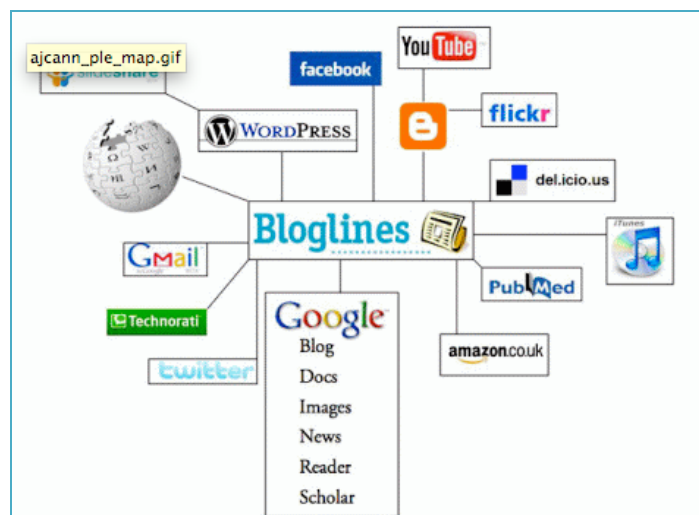 ajcann_ple_map.gif
slideshare
facebook
YouTube
WORDPRESS
flickr
del.icio.us
Bloglines
iTunes
GMail
PubMed
Technorati
twitter
Google
Blog
Docs
Images
News
Reader
Scholar
amazon.co.uk